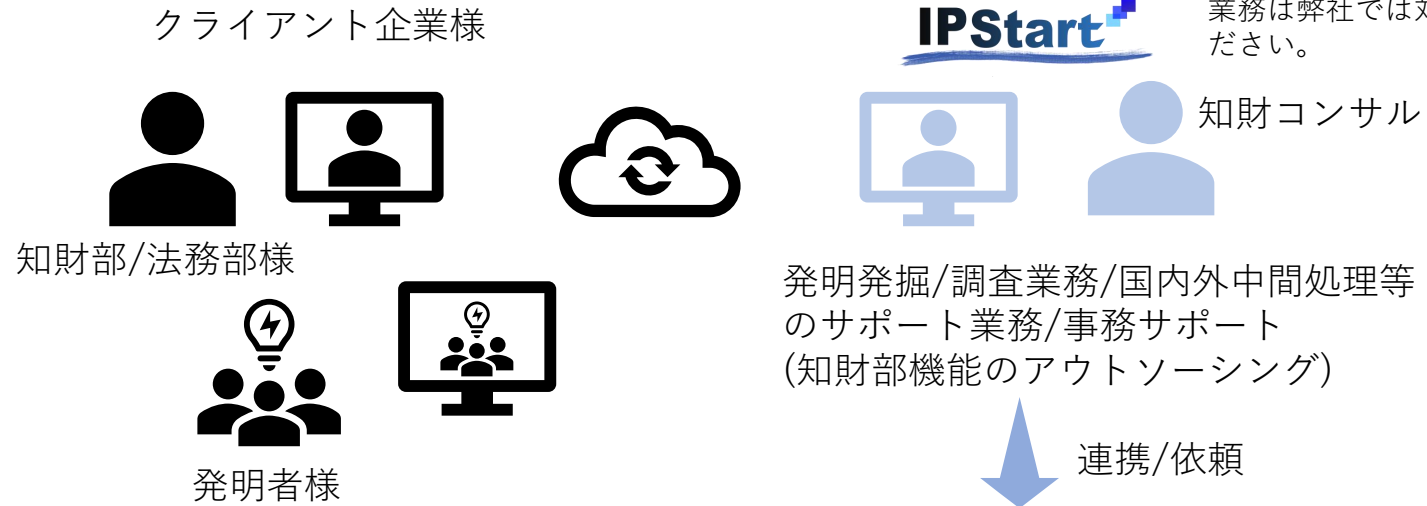 クライアント企業様
IPStart
業務は弊社では対
ださい。
知財コンサル
知財部/法務部様
発明者様
発明発掘/調査業務/国内外中間処理等
のサポート業務/事務サポート
(知財部機能のアウトソーシング)
連携/依頼